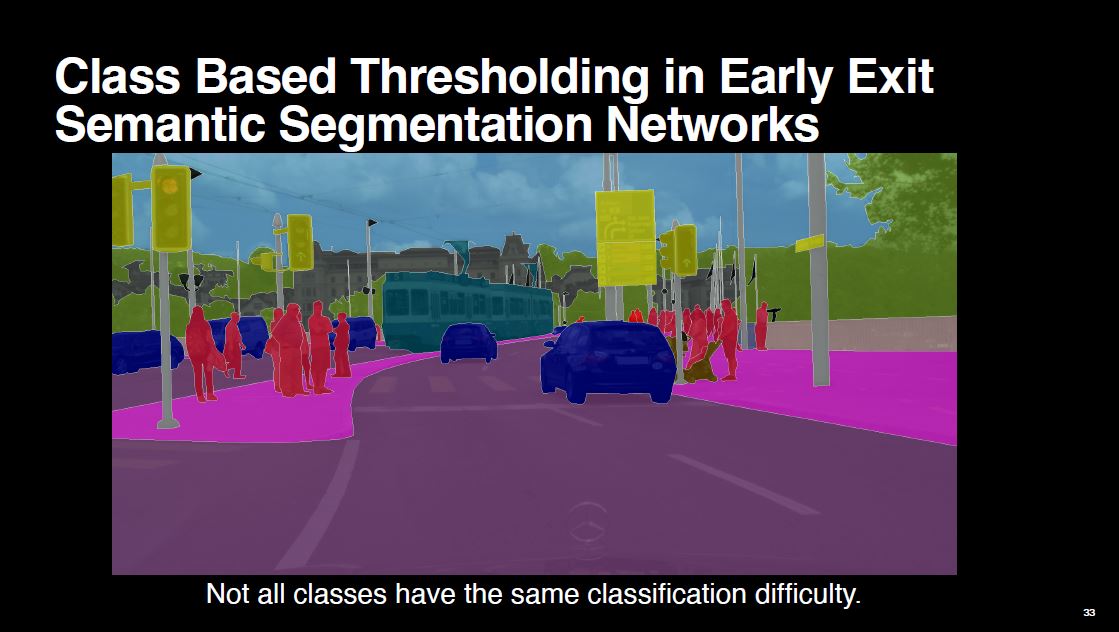 Class Based Thresholding in Early Exit
Semantic Segmentation Networks
Not all classes have the same classification difficulty.
33